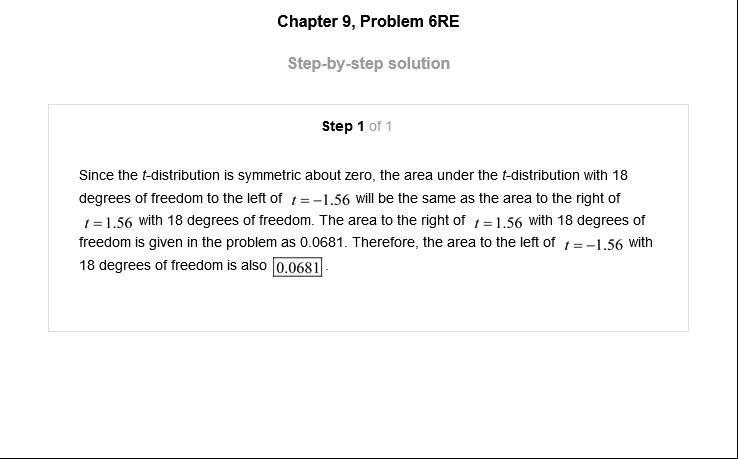 Chapter 9, Problem 6RE
Step-by-step solution
Step 1 of 1
Since the t-distribution is symmetric about zero, the area under the t-distribution with 18
degrees of freedom to the left of t = −1.56 will be the same as the area to the right of
t = 1.56 with 18 degrees of freedom. The area to the right of t = 1.56 with 18 degrees of
freedom is given in the problem as 0.0681. Therefore, the area to the left of t = −1.56 with
18 degrees of freedom is also 0.0681.